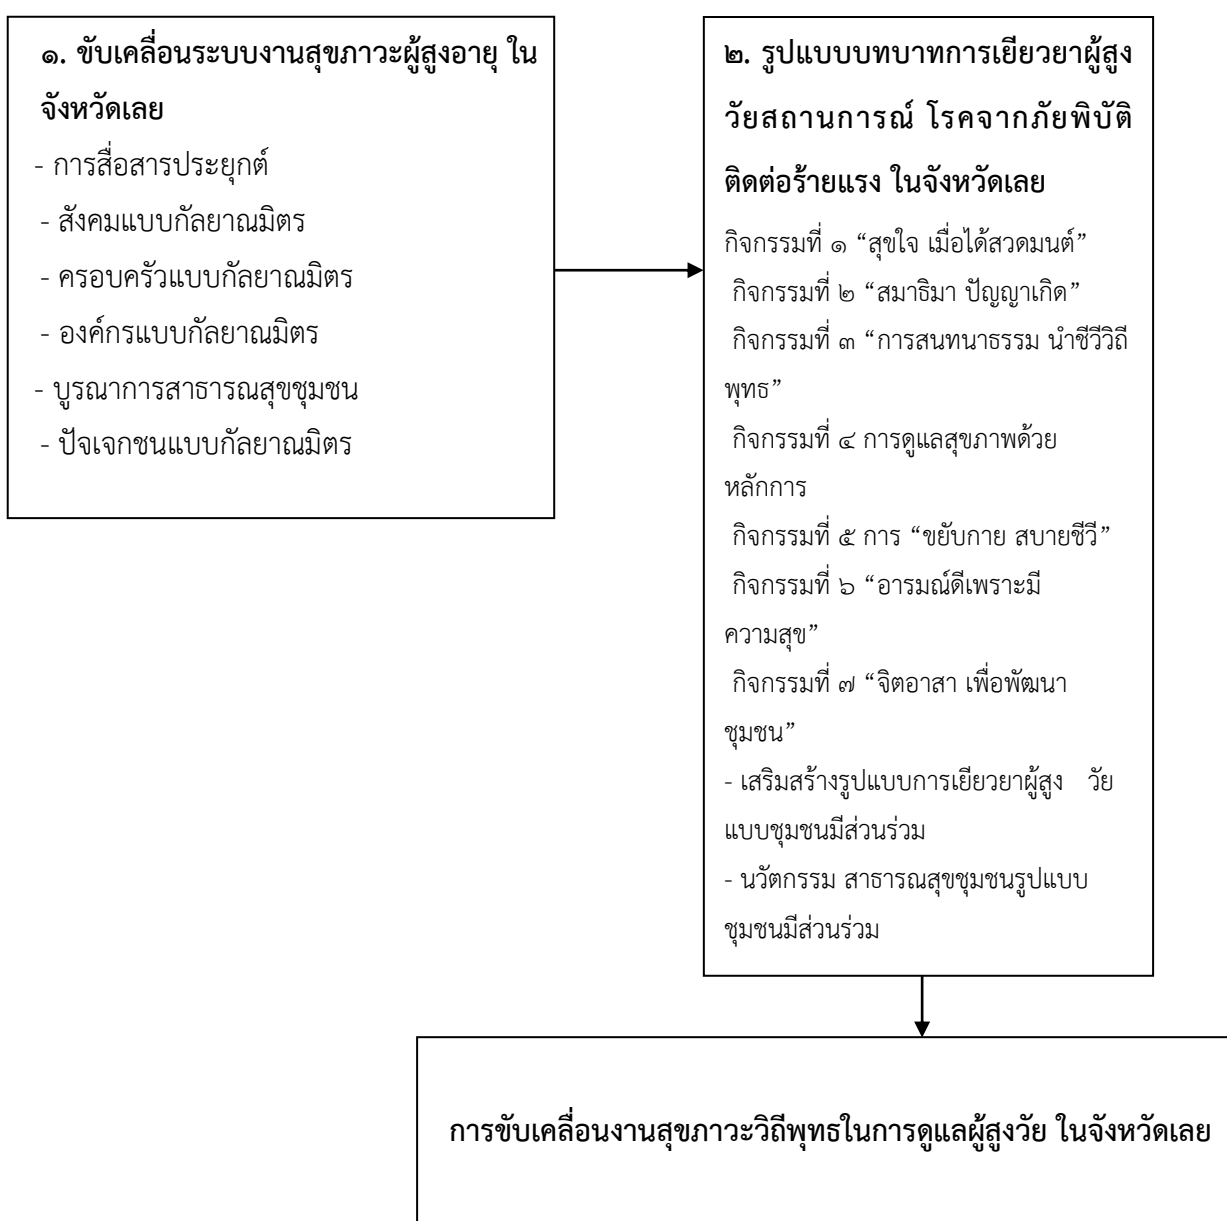 ๑. ขับเคลื่อนระบบงานสุขภาวะผู้สูงอายุ ใน
จังหวัดเลย
- การสื่อสารประยุกต์
- สังคมแบบกัลยาณมิตร
- ครอบครัวแบบกัลยาณมิตร
- องค์กรแบบกัลยาณมิตร
- บูรณาการสาธารณสุขชุมชน
- ปัจเจกชนแบบกัลยาณมิตร
๒. รูปแบบบทบาทการเยียวยาผู้สูง
วัยสถานการณ์ โรคจากภัยพิบัติ
ติดต่อร้ายแรง ในจังหวัดเลย
กิจกรรมที่ ๑ “สุขใจ เมื่อได้สวดมนต์”
กิจกรรมที่ ๒ “สมาธิมา ปัญญาเกิด”
กิจกรรมที่ ๓ “การสนทนาธรรม นำชีวีวิถี
พุทธ”
กิจกรรมที่ ๔ การดูแลสุขภาพด้วย
หลักการ
กิจกรรมที่ ๕ การ “ขยับกาย สบายชีวี”
กิจกรรมที่ ๖ “อารมณ์ดีเพราะมี
ความสุข”
กิจกรรมที่ ๗ “จิตอาสา เพื่อพัฒนา
ชุมชน”
- เสริมสร้างรูปแบบการเยียวยาผู้สูง วัย
แบบชุมชนมีส่วนร่วม
- นวัตกรรม สาธารณสุขชุมชนรูปแบบ
ชุมชนมีส่วนร่วม
การขับเคลื่อนงานสุขภาวะวิถีพุทธในการดูแลผู้สูงวัย ในจังหวัดเลย